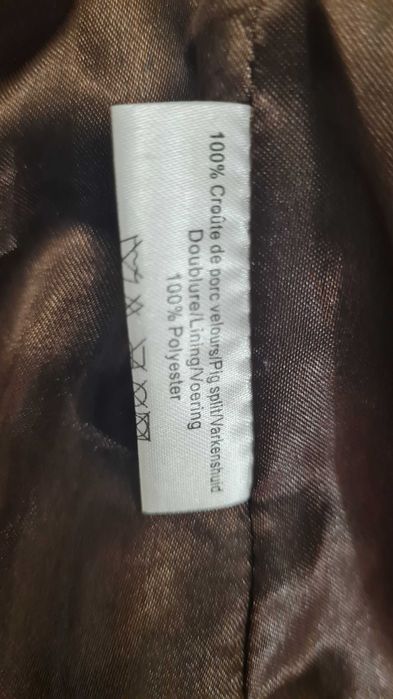 100% Croûte de porc velours/Pig split/Varkenshuid
Doublure/Lining/Voering
100% Polyester